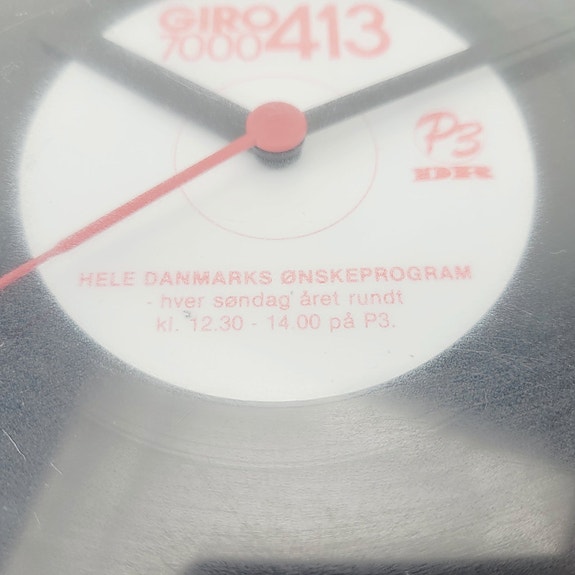 GIRO 413
7000
P3
DR
HELE DANMARKS ØNSKEPROGRAM
- hver søndag året rundt
kl. 12.30 - 14.00 på P3.